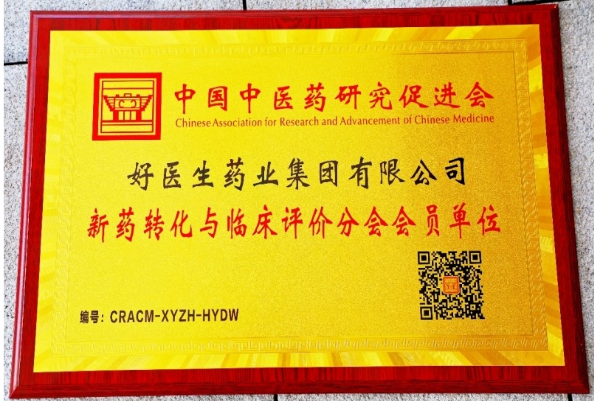 中国中医药研究促进会
Chinese Association for Research and Advancement of Chinese Medicine
好医生药业集团有限公司
新药转化与临床评价分会会员单位
编号：CRACM-XYZH-HYDW